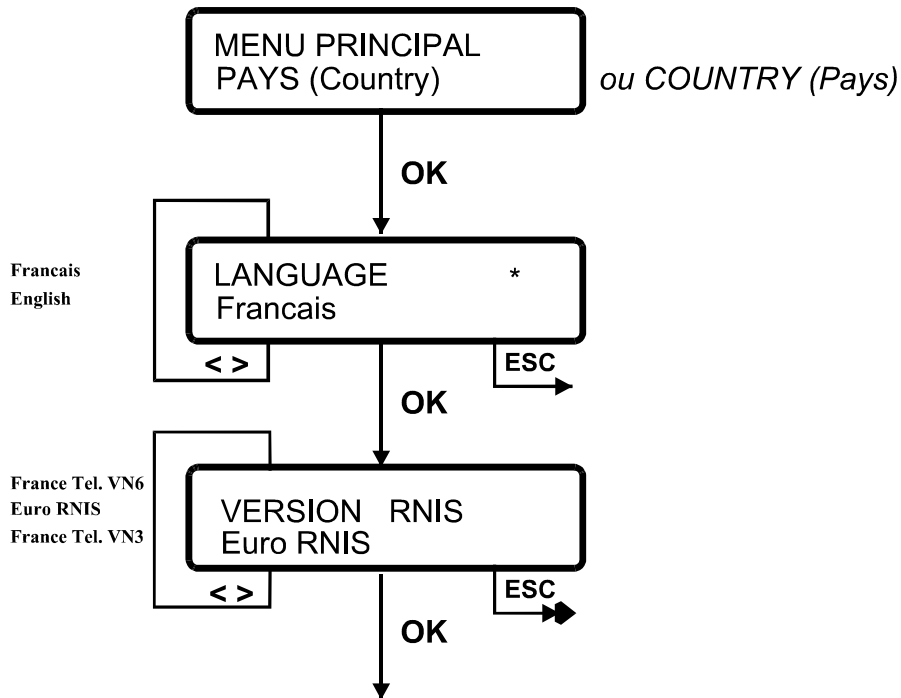 MENU PRINCIPAL
PAYS (Country)
ou COUNTRY (Pays)
OK
Francais
English
LANGUAGE *
Francais
< >
ESC
OK
France Tel. VN6
Euro RNIS
France Tel. VN3
VERSION RNIS
Euro RNIS
< >
ESC
OK